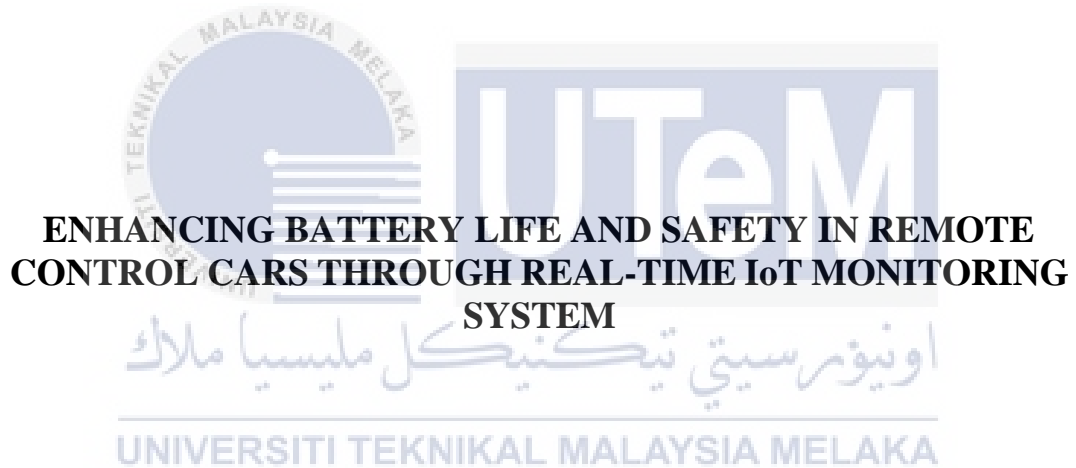 TEKNIKAL MALAYSIA MELAKA
UTeM
ENHANCING BATTERY LIFE AND SAFETY IN REMOTE
CONTROL CARS THROUGH REAL-TIME IoT MONITORING
SYSTEM
اونيۏرسيتي تيكنيكل مليسيا ملاك
UNIVERSITI TEKNIKAL MALAYSIA MELAKA